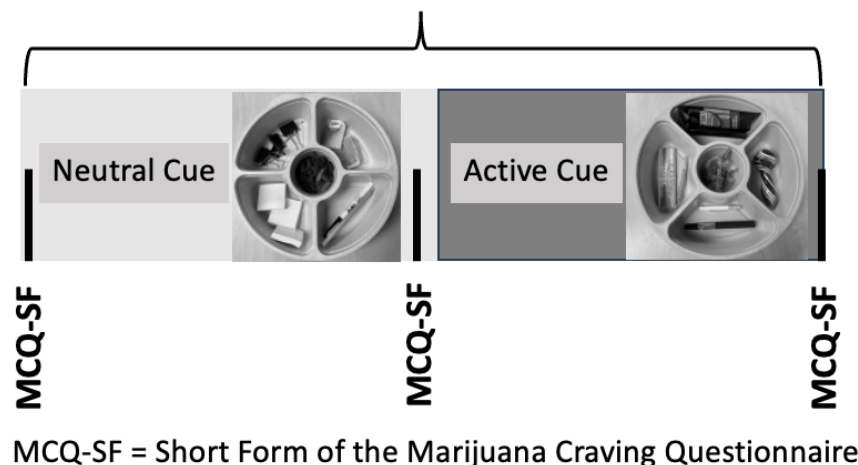 Neutral Cue
Active Cue
MCQ-SF
MCQ-SF
MCQ-SF
MCQ-SF = Short Form of the Marijuana Craving Questionnaire